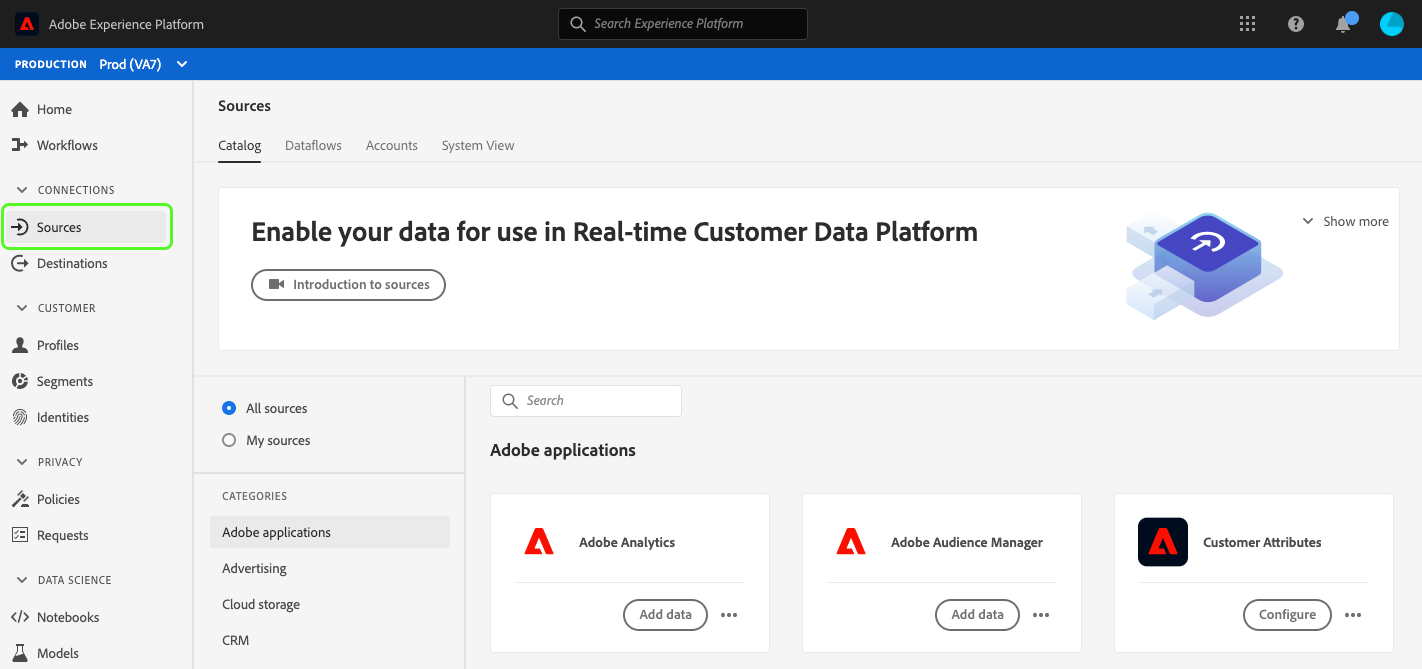 Adobe Experience Platform
Search Experience Platform
PRODUCTION Prod (VA7)
Home
Workflows
CONNECTIONS
Sources
Destinations
CUSTOMER
Profiles
Segments
Identities
PRIVACY
Policies
Requests
DATA SCIENCE
Notebooks
Models
Sources
Catalog Dataflows Accounts System View
Enable your data for use in Real-time Customer Data Platform
Show more
Introduction to sources
All sources
My sources
CATEGORIES
Adobe applications
Advertising
Cloud storage
CRM
Search
Adobe applications
Adobe Analytics
Add data
Adobe Audience Manager
Add data
Customer Attributes
Configure